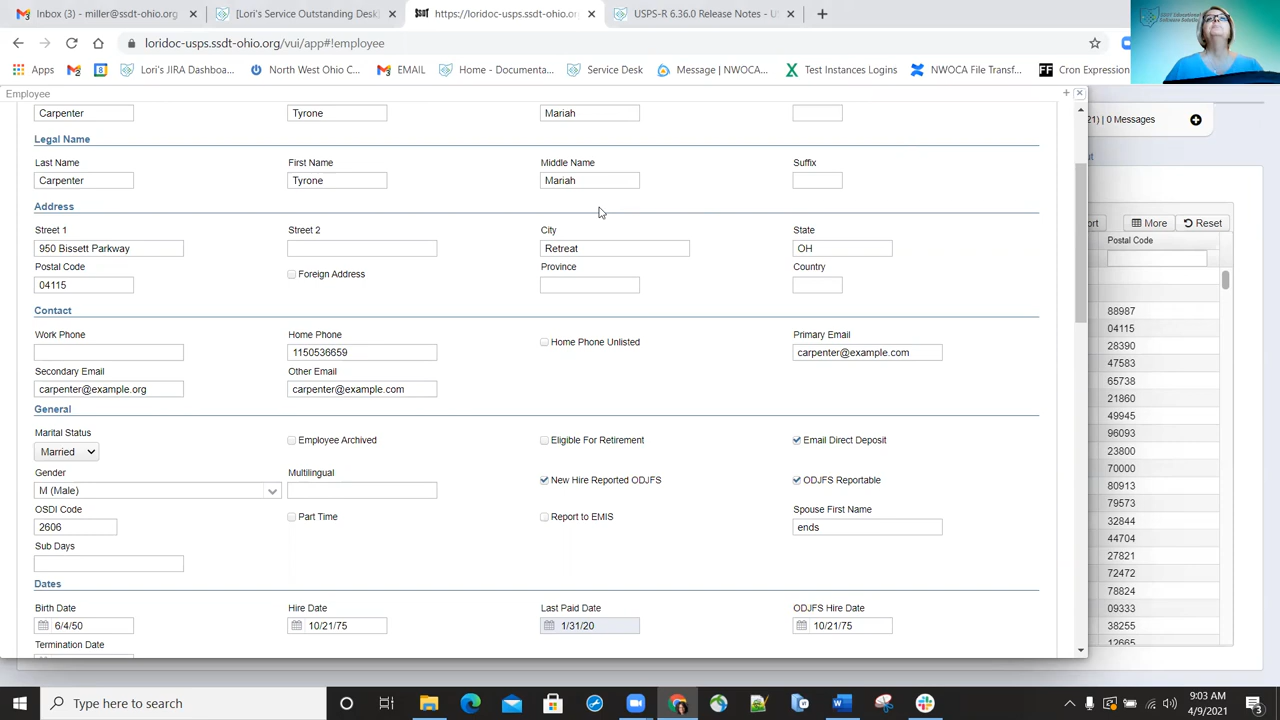 Inbox (3) - miller@ssdt-ohio.org
[Lori's Service Outstanding Desk]
SSDT https://loridoc-usps.ssdt-ohio.org/
USPS-R 6.36.0 Release Notes - U
loridoc-usps.ssdt-ohio.org/vui/app#!employee
Apps
Lori's JIRA Dashboa...
North West Ohio C...
EMAIL
Home - Documenta...
Service Desk
Message | NWOCA...
Test Instances Logins
NWOCA File Transf...
FF Cron Expression
Employee
Carpenter Tyrone Mariah
Legal Name
Last Name First Name Middle Name Suffix
Carpenter Tyrone Mariah
Address
Street 1 Street 2 City State
950 Bissett Parkway Retreat OH
Postal Code Foreign Address Province Country
04115
Contact
Work Phone Home Phone Home Phone Unlisted Primary Email
1150536659 carpenter@example.com
Secondary Email Other Email
carpenter@example.org carpenter@example.com
General
Marital Status Employee Archived Eligible For Retirement Email Direct Deposit
Married
Gender Multilingual New Hire Reported ODJFS ODJFS Reportable
M (Male)
OSDI Code Part Time Report to EMIS Spouse First Name
2606 ends
Sub Days
Dates
Birth Date Hire Date Last Paid Date ODJFS Hire Date
6/4/50 10/21/75 1/31/20 10/21/75
Termination Date
21) | 0 Messages
ort More Reset
Postal Code
88987
04115
28390
47583
65738
21860
49945
96093
23800
70000
80913
79573
32844
44704
27821
72472
78824
09333
38255
12665
Type here to search
9:03 AM
4/9/2021
3